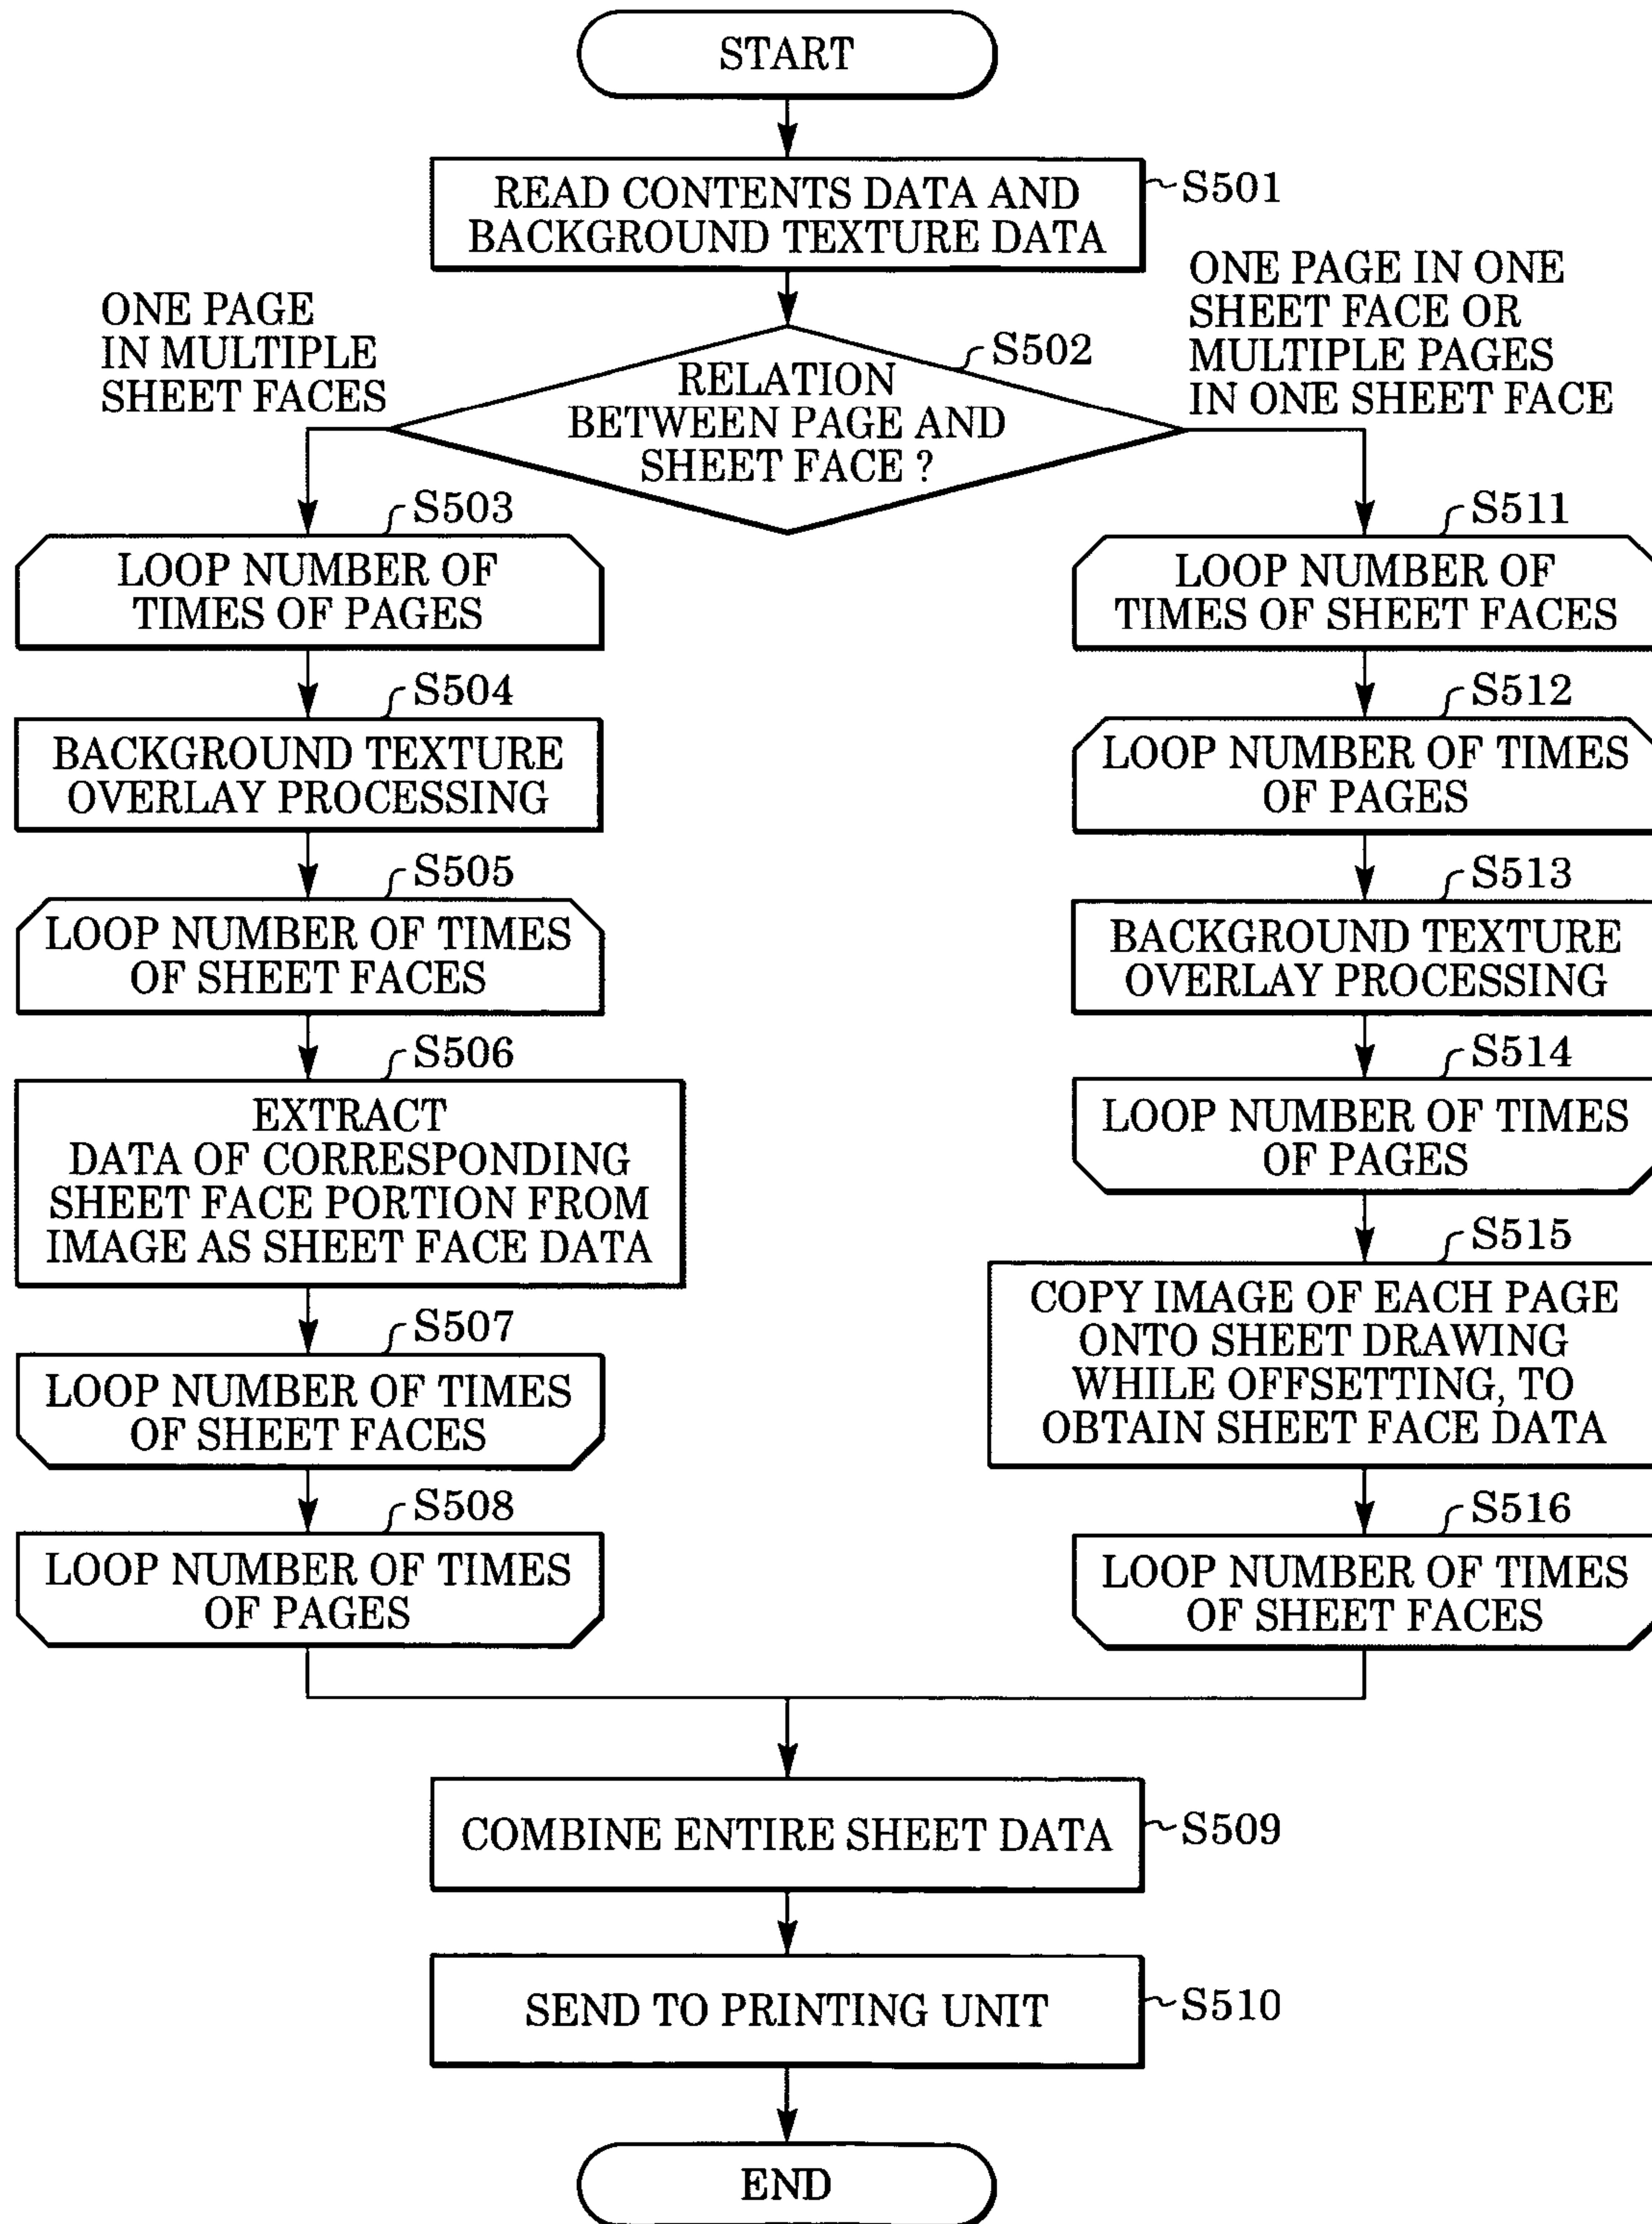 START
READ CONTENTS DATA AND
BACKGROUND TEXTURE DATA
S501
ONE PAGE
IN MULTIPLE
SHEET FACES
ONE PAGE IN ONE
SHEET FACE OR
MULTIPLE PAGES
IN ONE SHEET FACE
S502
RELATION
BETWEEN PAGE AND
SHEET FACE ?
S503
LOOP NUMBER OF
TIMES OF PAGES
S504
BACKGROUND TEXTURE
OVERLAY PROCESSING
S505
LOOP NUMBER OF TIMES
OF SHEET FACES
S506
EXTRACT
DATA OF CORRESPONDING
SHEET FACE PORTION FROM
IMAGE AS SHEET FACE DATA
S507
LOOP NUMBER OF TIMES
OF SHEET FACES
S508
LOOP NUMBER OF TIMES
OF PAGES
S511
LOOP NUMBER OF
TIMES OF SHEET FACES
S512
LOOP NUMBER OF TIMES
OF PAGES
S513
BACKGROUND TEXTURE
OVERLAY PROCESSING
S514
LOOP NUMBER OF TIMES
OF PAGES
S515
COPY IMAGE OF EACH PAGE
ONTO SHEET DRAWING
WHILE OFFSETTING, TO
OBTAIN SHEET FACE DATA
S516
LOOP NUMBER OF TIMES
OF SHEET FACES
COMBINE ENTIRE SHEET DATA
S509
SEND TO PRINTING UNIT
S510
END